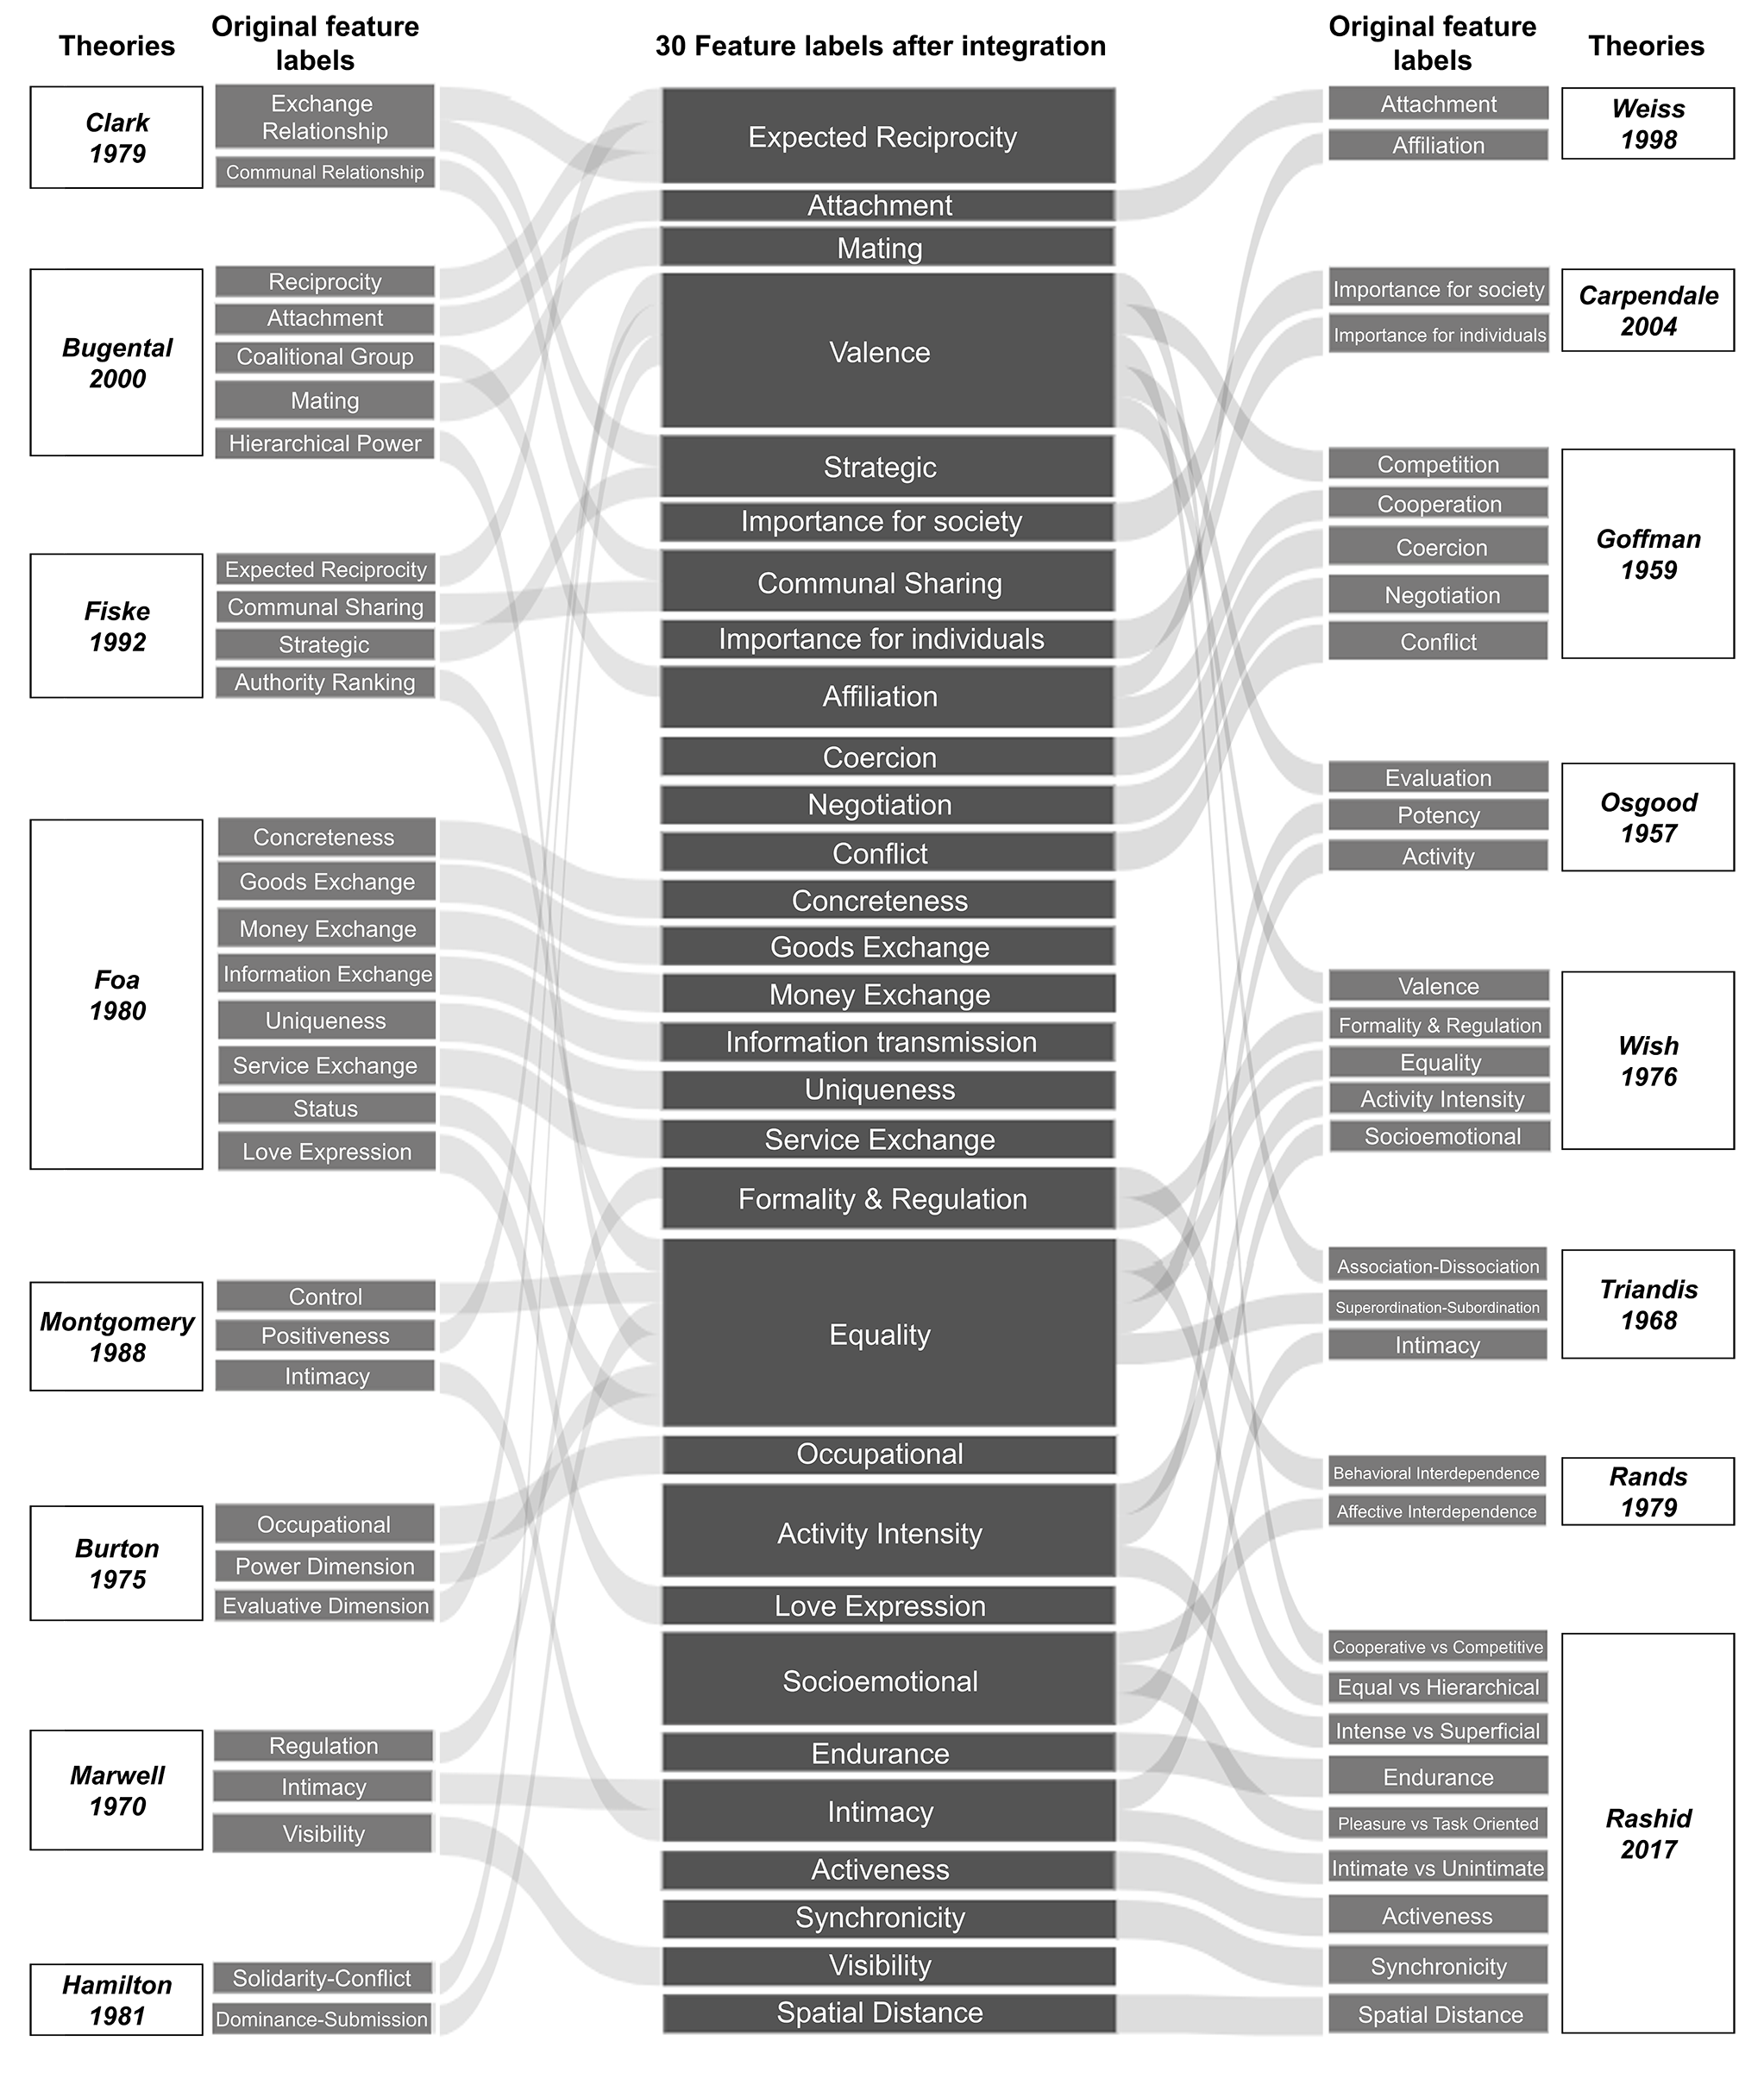 Theories
Original feature
labels
30 Feature labels after integration
Original feature
labels
Theories
Clark
1979
Exchange
Relationship
Communal Relationship
Bugental
2000
Reciprocity
Attachment
Coalitional Group
Mating
Hierarchical Power
Fiske
1992
Expected Reciprocity
Communal Sharing
Strategic
Authority Ranking
Foa
1980
Concreteness
Goods Exchange
Money Exchange
Information Exchange
Uniqueness
Service Exchange
Status
Love Expression
Montgomery
1988
Control
Positiveness
Intimacy
Burton
1975
Occupational
Power Dimension
Evaluative Dimension
Marwell
1970
Regulation
Intimacy
Visibility
Hamilton
1981
Solidarity-Conflict
Dominance-Submission
Expected Reciprocity
Attachment
Mating
Valence
Strategic
Importance for society
Communal Sharing
Importance for individuals
Affiliation
Coercion
Negotiation
Conflict
Concreteness
Goods Exchange
Money Exchange
Information transmission
Uniqueness
Service Exchange
Formality & Regulation
Equality
Occupational
Activity Intensity
Love Expression
Socioemotional
Endurance
Intimacy
Activeness
Synchronicity
Visibility
Spatial Distance
Attachment
Affiliation
Weiss
1998
Importance for society
Importance for individuals
Carpendale
2004
Competition
Cooperation
Coercion
Negotiation
Conflict
Goffman
1959
Evaluation
Potency
Activity
Osgood
1957
Valence
Formality & Regulation
Equality
Activity Intensity
Socioemotional
Wish
1976
Association-Dissociation
Superordination-Subordination
Intimacy
Triandis
1968
Behavioral Interdependence
Affective Interdependence
Rands
1979
Cooperative vs Competitive
Equal vs Hierarchical
Intense vs Superficial
Endurance
Pleasure vs Task Oriented
Intimate vs Unintimate
Activeness
Synchronicity
Spatial Distance
Rashid
2017